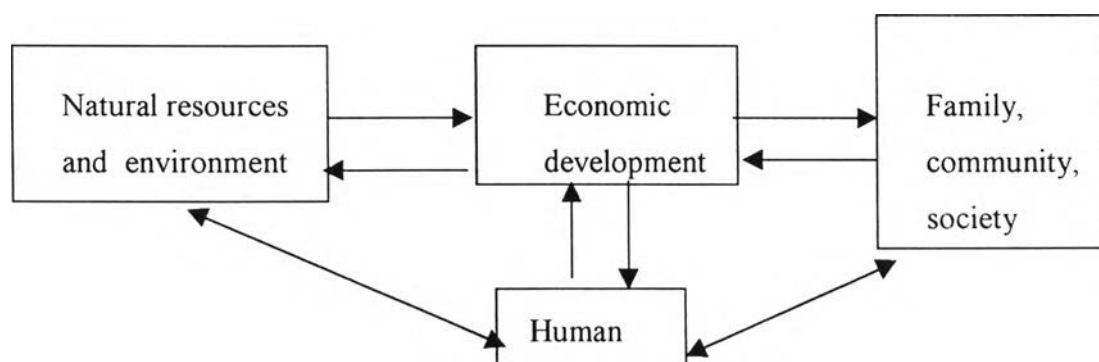 Natural resources
and environment
Economic
development
Family,
community,
society
Human